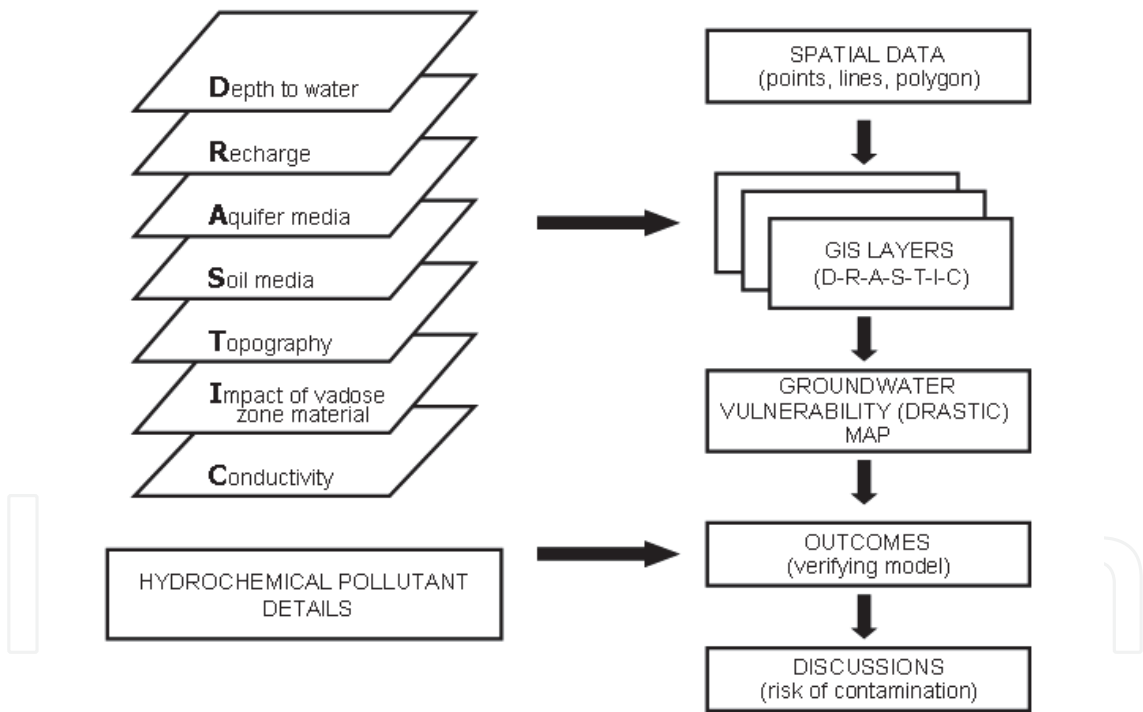 Depth to water
Recharge
Aquifer media
Soil media
Topography
Impact of vadose
zone material
Conductivity
HYDROCHEMICAL POLLUTANT
DETAILS
SPATIAL DATA
(points, lines, polygon)
GIS LAYERS
(D-R-A-S-T-I-C)
GROUNDWATER
VULNERABILITY (DRASTIC)
MAP
OUTCOMES
(verifying model)
DISCUSSIONS
(risk of contamination)